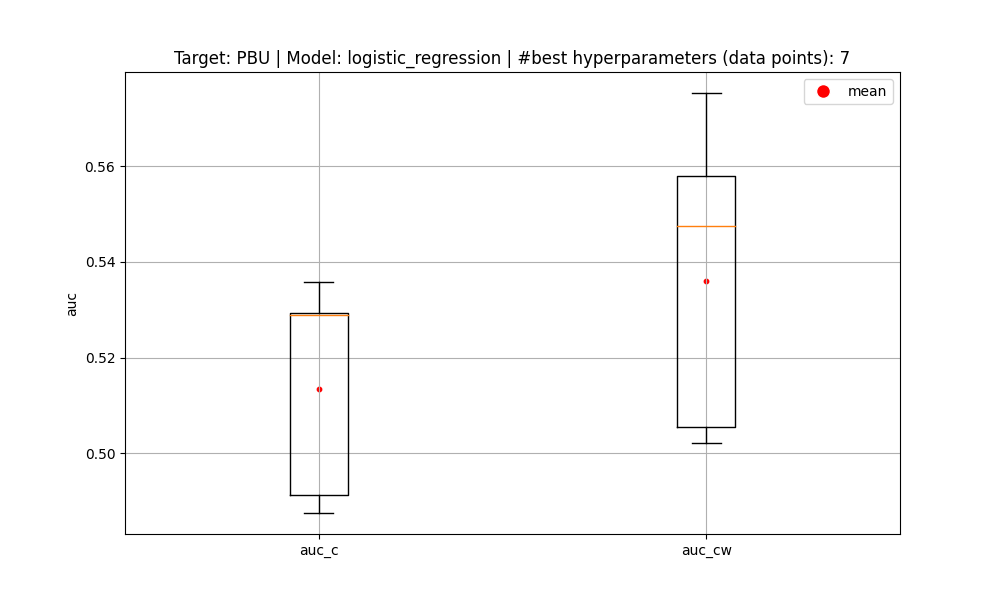 Target: PBU | Model: logistic_regression | #best hyperparameters (data points): 7
mean
0.56
0.54
0.52
0.50
auc
auc_c
auc_cw